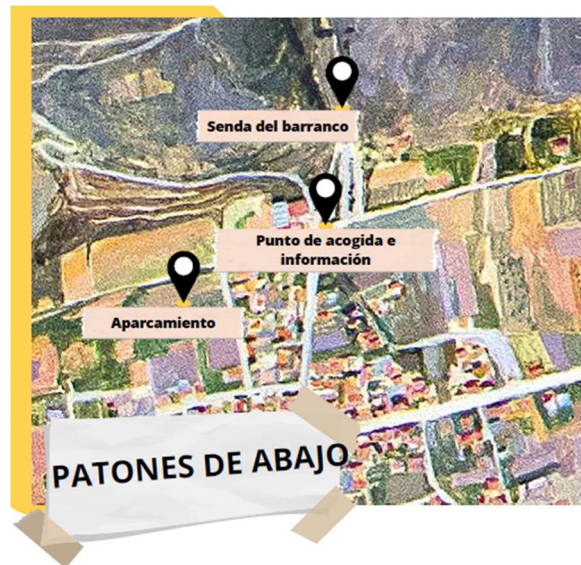 Senda del barranco
Punto de acogida e
información
Aparcamiento
PATONES DE ABAJO